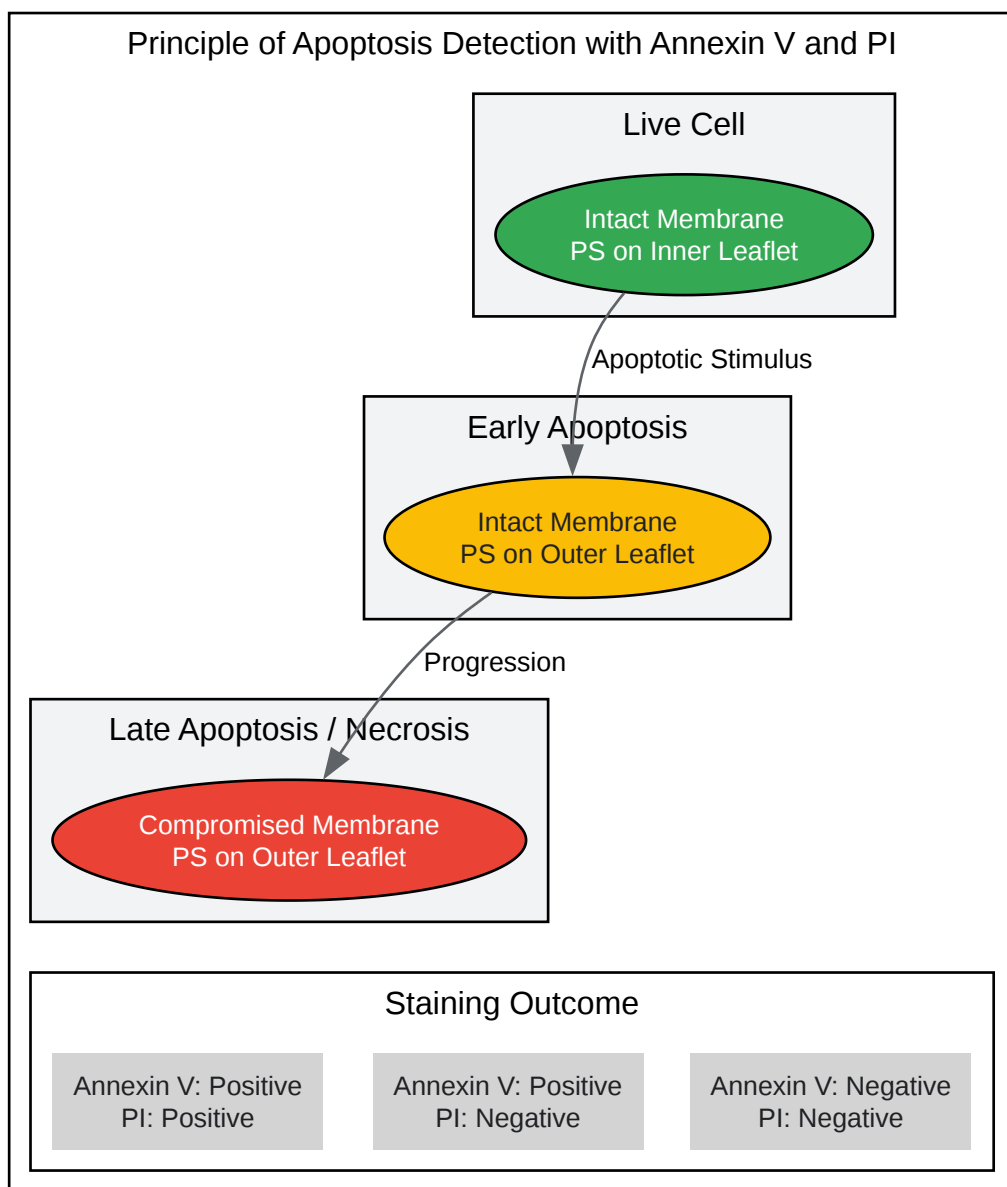 Principle of Apoptosis Detection with Annexin V and PI
Live Cell
Intact Membrane
PS on Inner Leaflet
Apoptotic Stimulus
Early Apoptosis
Intact Membrane
PS on Outer Leaflet
Progression
Late Apoptosis / Necrosis
Compromised Membrane
PS on Outer Leaflet
Staining Outcome
Annexin V: Positive
PI: Positive
Annexin V: Positive
PI: Negative
Annexin V: Negative
PI: Negative